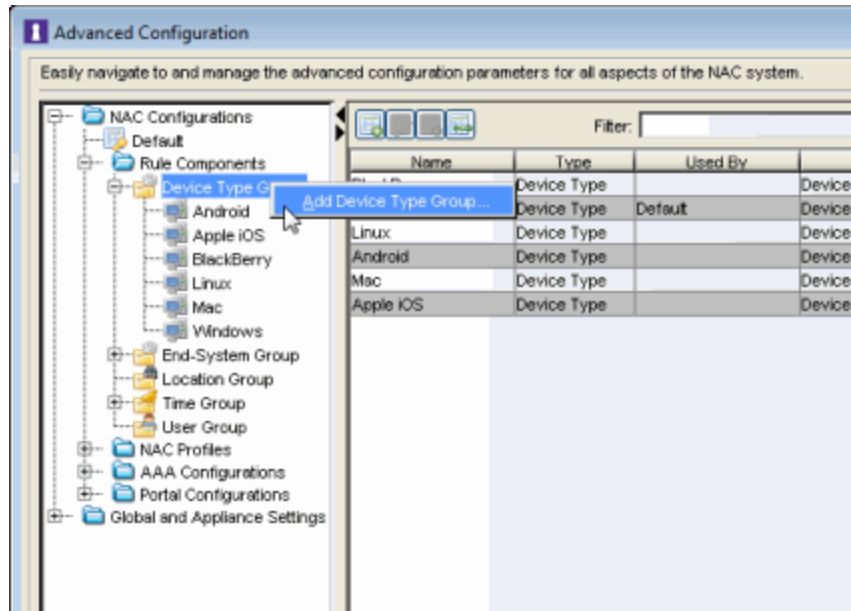 Advanced Configuration
Easily navigate to and manage the advanced configuration parameters for all aspects of the NAC system.
NAC Configurations
Default
Rule Components
Device Type G
Add Device Type Group...
Android
Apple iOS
BlackBerry
Linux
Mac
Windows
End-System Group
Location Group
Time Group
User Group
NAC Profiles
AAA Configurations
Portal Configurations
Global and Appliance Settings
Filter:
Name Type Used By
Device Type Device
Device Type Default Device
Linux Device Type Device
Android Device Type Device
Mac Device Type Device
Apple iOS Device Type Device